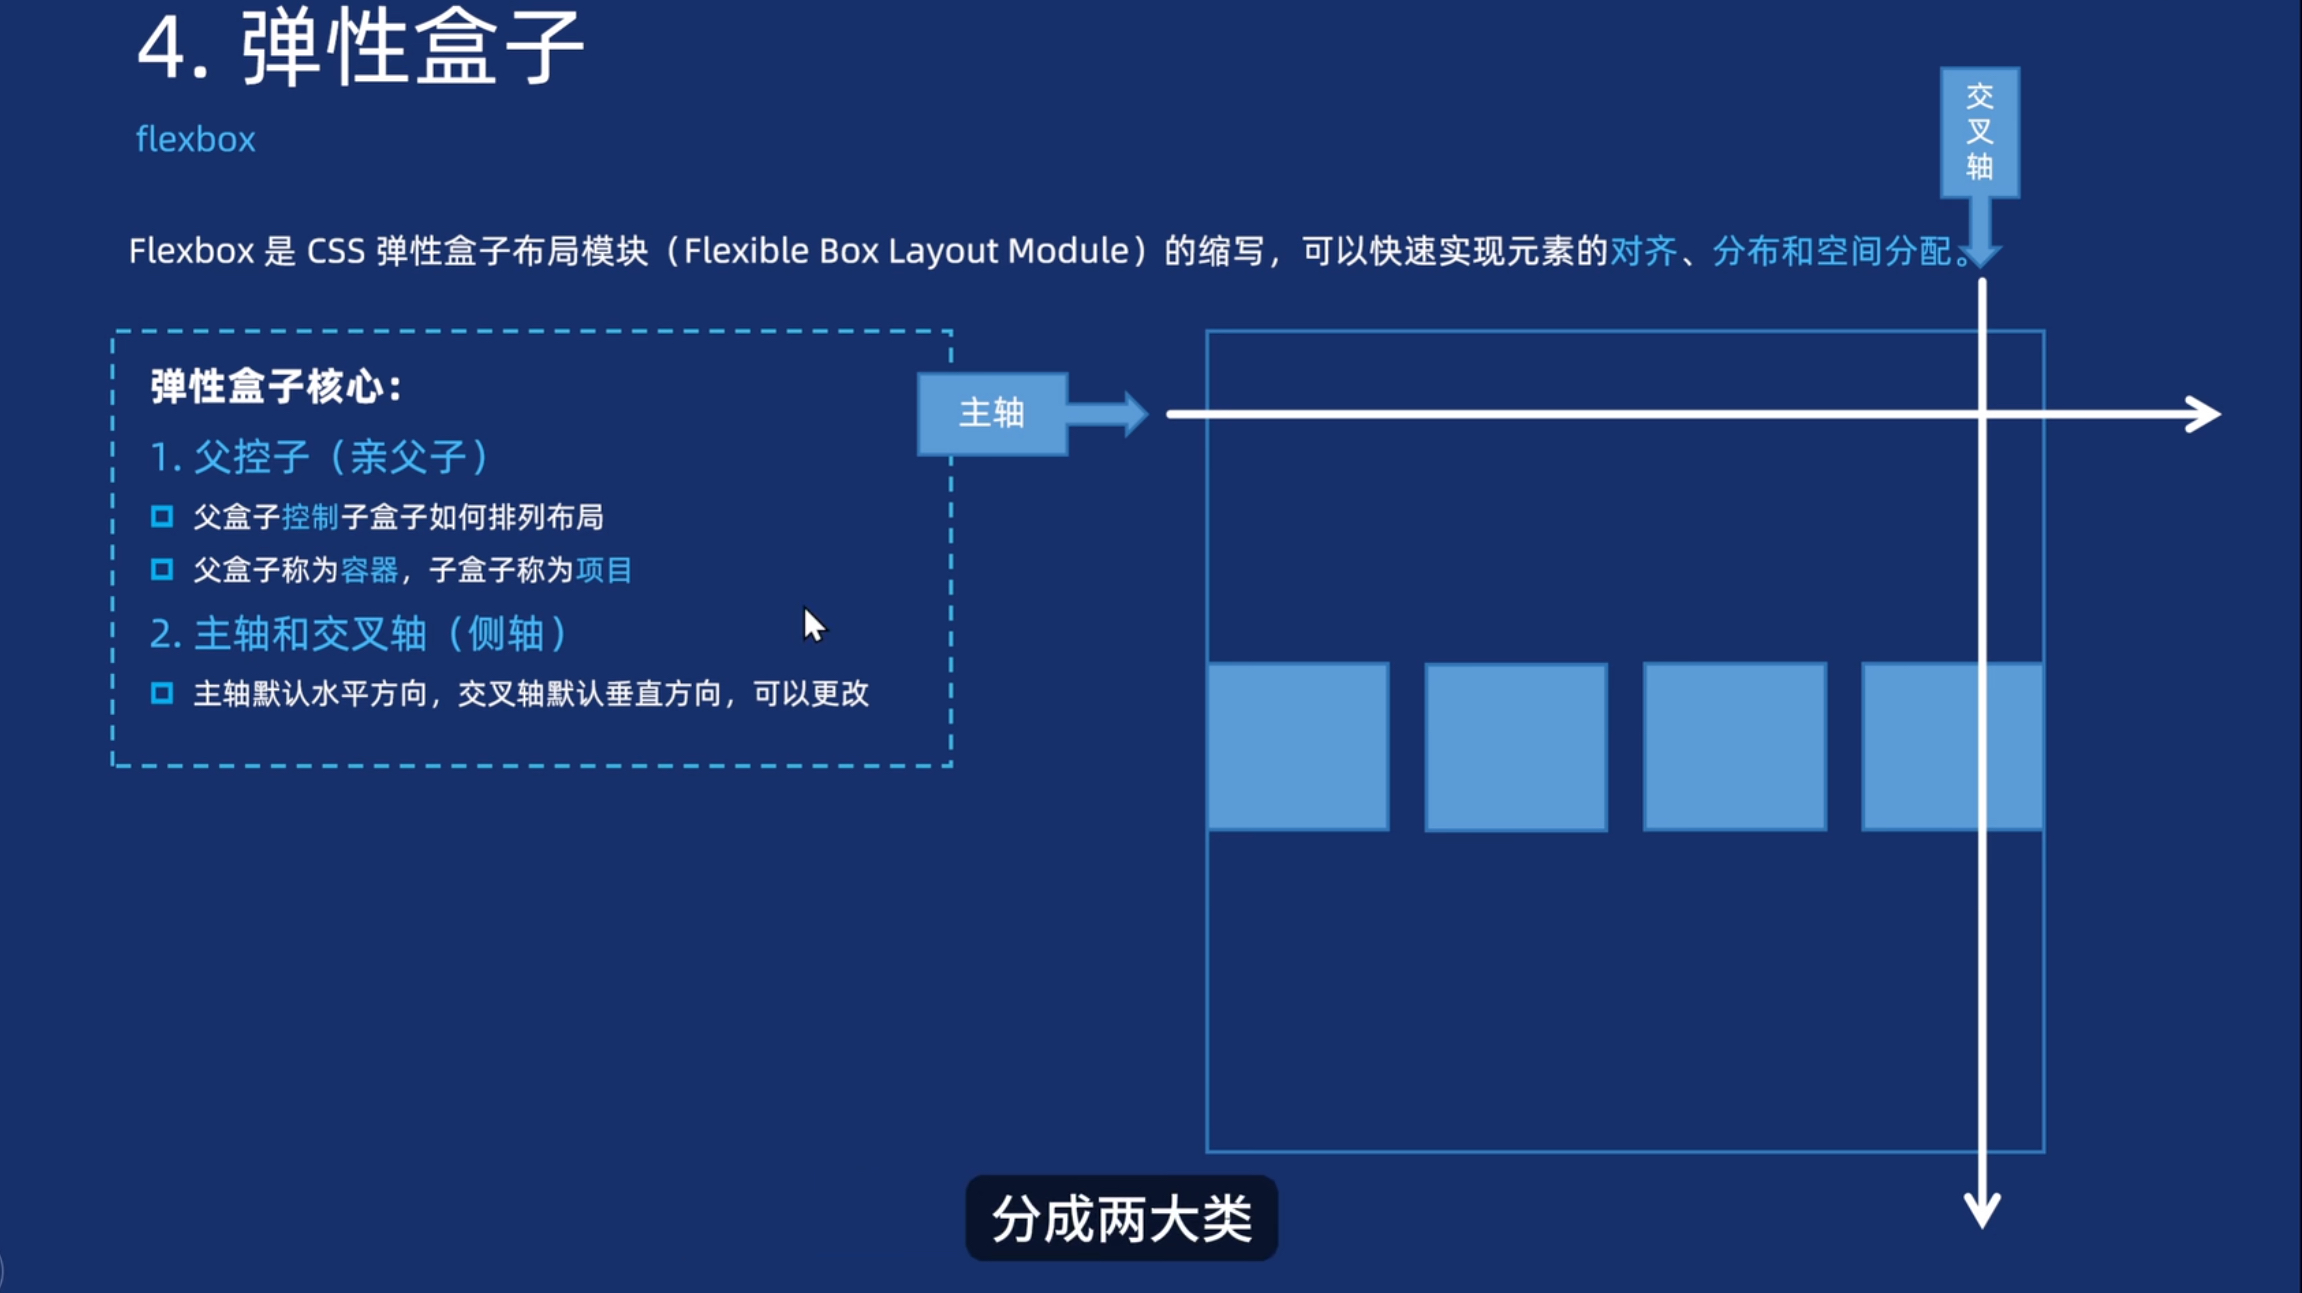 4. 弹性盒子
flexbox
交
叉
轴
Flexbox 是 CSS 弹性盒子布局模块（Flexible Box Layout Module）的缩写，可以快速实现元素的对齐、分布和空间分配。
弹性盒子核心：
主轴
1. 父控子（亲父子）
父盒子控制子盒子如何排列布局
父盒子称为容器，子盒子称为项目
2. 主轴和交叉轴（侧轴）
主轴默认水平方向，交叉轴默认垂直方向，可以更改
分成两大类